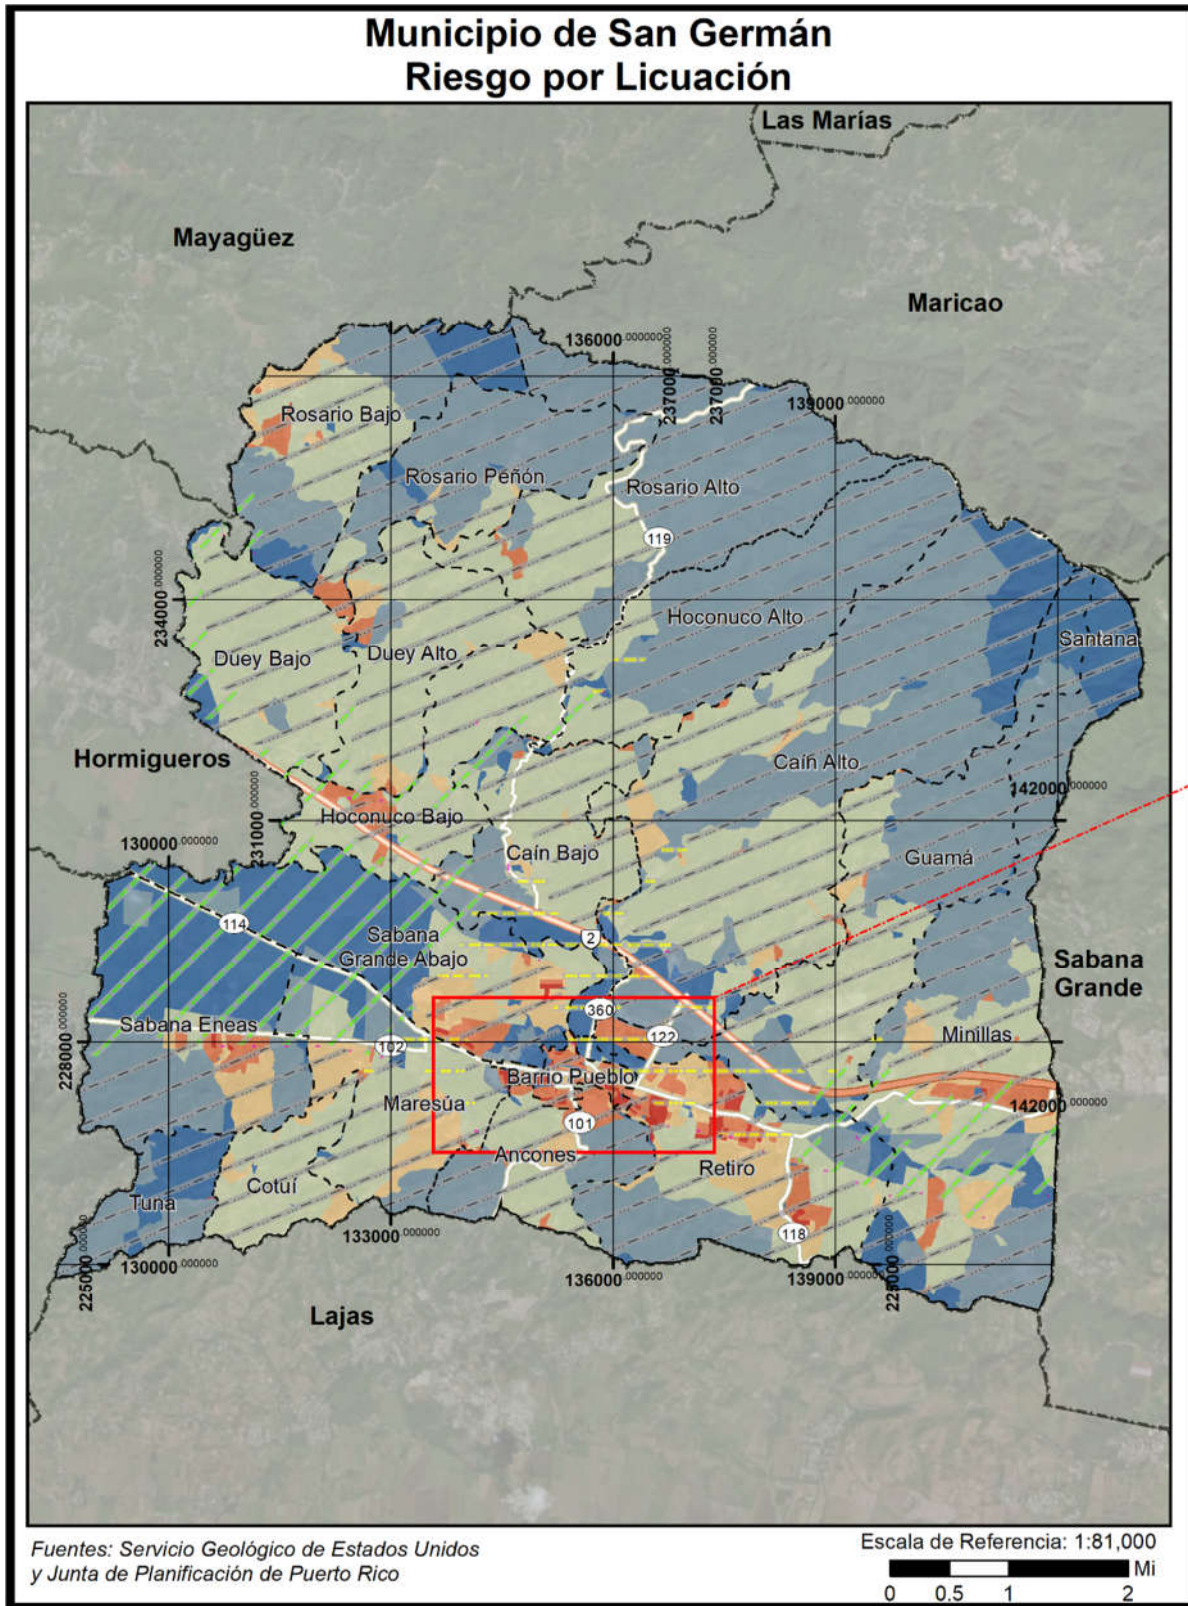 Municipio de San Germán
Riesgo por Licuación
Las Marías
Mayagüez
Maricao
136000.000000
237000.000000
237000.000000
139000.000000
Rosario Bajo
Rosario Peñón
Rosario Alto
119
234000.000000
Hoconuco Alto
Santana
Duey Bajo
Duey Alto
Hormigueros
Caín Alto
142000.000000
231000.000000
Hoconuco Bajo
130000.000000
Caín Bajo
Guamá
114
Sabana
Grande Abajo
2
Sabana
Grande
360
228000.000000
Sabana Eneas
102
122
Minillas
Barrio Pueblo
Maresúa
142000.000000
101
Ancones
Retiro
Cotuí
Tuna
118
133000.000000
225000.000000
130000.000000
136000.000000
139000.000000
225000.000000
Lajas
Fuentes: Servicio Geológico de Estados Unidos
y Junta de Planificación de Puerto Rico
Escala de Referencia: 1:81,000
Mi
0 0.5 1 2